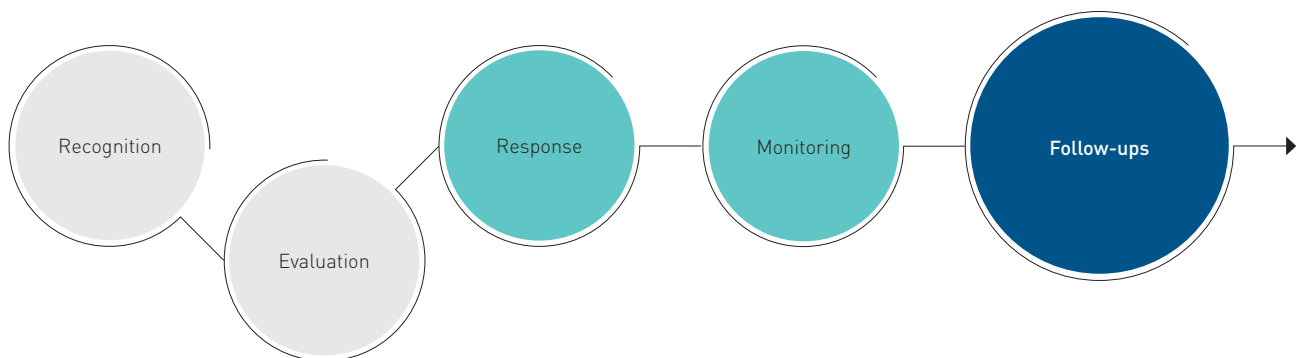 Recognition
Evaluation
Response
Monitoring
Follow-ups